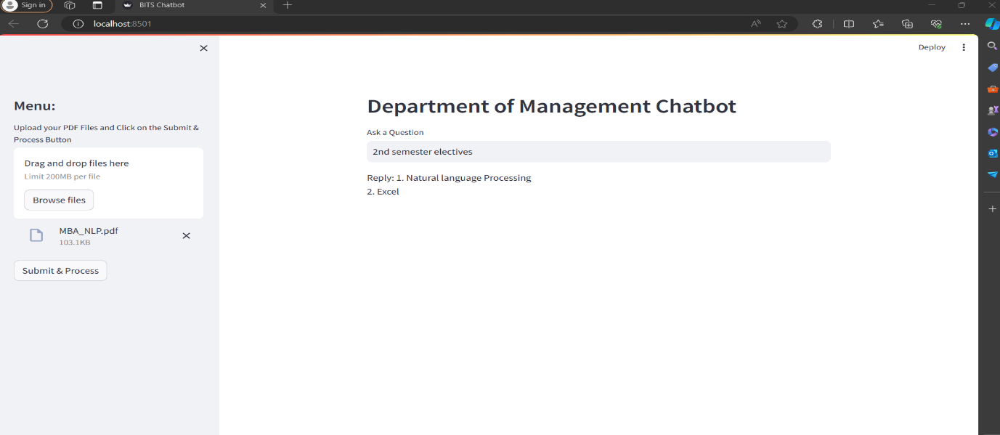 Sign in
BITS Chatbot
localhost:8501
Deploy
Menu:
Upload your PDF Files and Click on the Submit &
Process Button
Drag and drop files here
Limit 200MB per file
Browse files
MBA_NLP.pdf
103.1KB
Submit & Process
Department of Management Chatbot
Ask a Question
2nd semester electives
Reply: 1. Natural language Processing
2. Excel